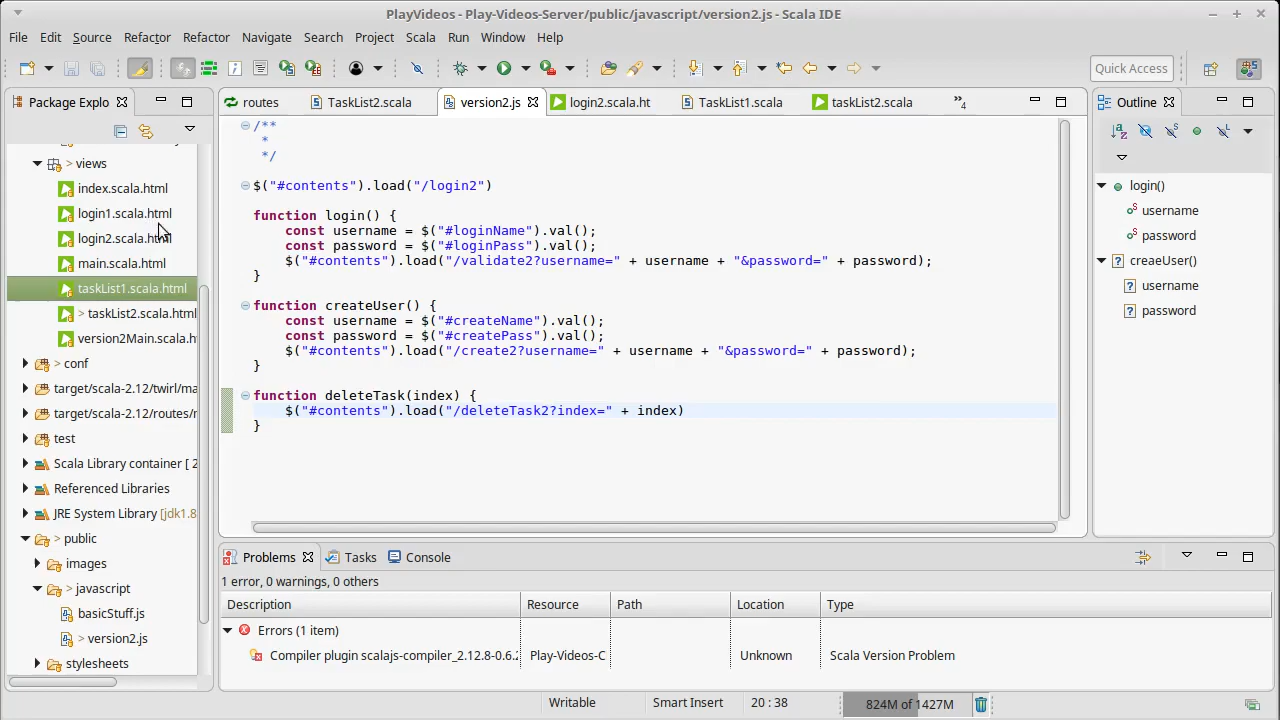 PlayVideos - Play-Videos-Server/public/javascript/version2.js - Scala IDE
File Edit Source Refactor Refactor Navigate Search Project Scala Run Window Help
Quick Access
Package Explo
routes TaskList2.scala version2.js login2.scala.ht TaskList1.scala taskList2.scala »4
Outline
> views
index.scala.html
login1.scala.html
login2.scala.html
main.scala.html
taskList1.scala.html
> taskList2.scala.html
version2Main.scala.h
> conf
target/scala-2.12/twirl/ma
target/scala-2.12/routes/
test
Scala Library container [ 2
Referenced Libraries
JRE System Library [jdk1.8
> public
images
> javascript
basicStuff.js
> version2.js
stylesheets
/**
*
*/
$("#contents").load("/login2")
function login() {
const username = $("#loginName").val();
const password = $("#loginPass").val();
$("#contents").load("/validate2?username=" + username + "&password=" + password);
}
function createUser() {
const username = $("#createName").val();
const password = $("#createPass").val();
$("#contents").load("/create2?username=" + username + "&password=" + password);
}
function deleteTask(index) {
$("#contents").load("/deleteTask2?index=" + index)
}
login()
username
password
creaeUser()
username
password
Problems Tasks Console
1 error, 0 warnings, 0 others
Description Resource Path Location Type
Errors (1 item)
Compiler plugin scalajs-compiler_2.12.8-0.6.2 Play-Videos-C Unknown Scala Version Problem
Writable Smart Insert 20 : 38 824M of 1427M